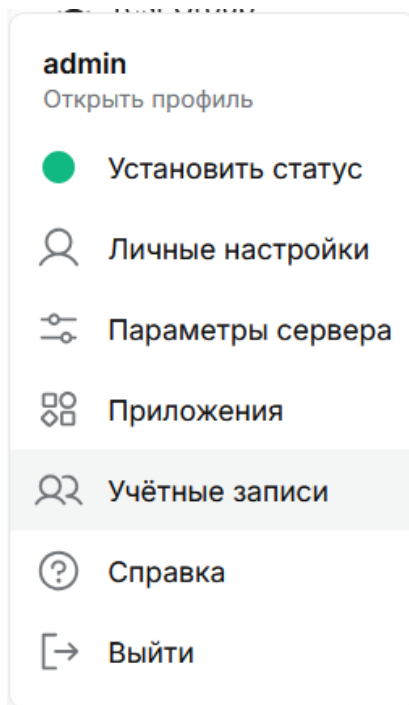 admin
Открыть профиль
Установить статус
Личные настройки
Параметры сервера
Приложения
Учётные записи
Справка
Выйти